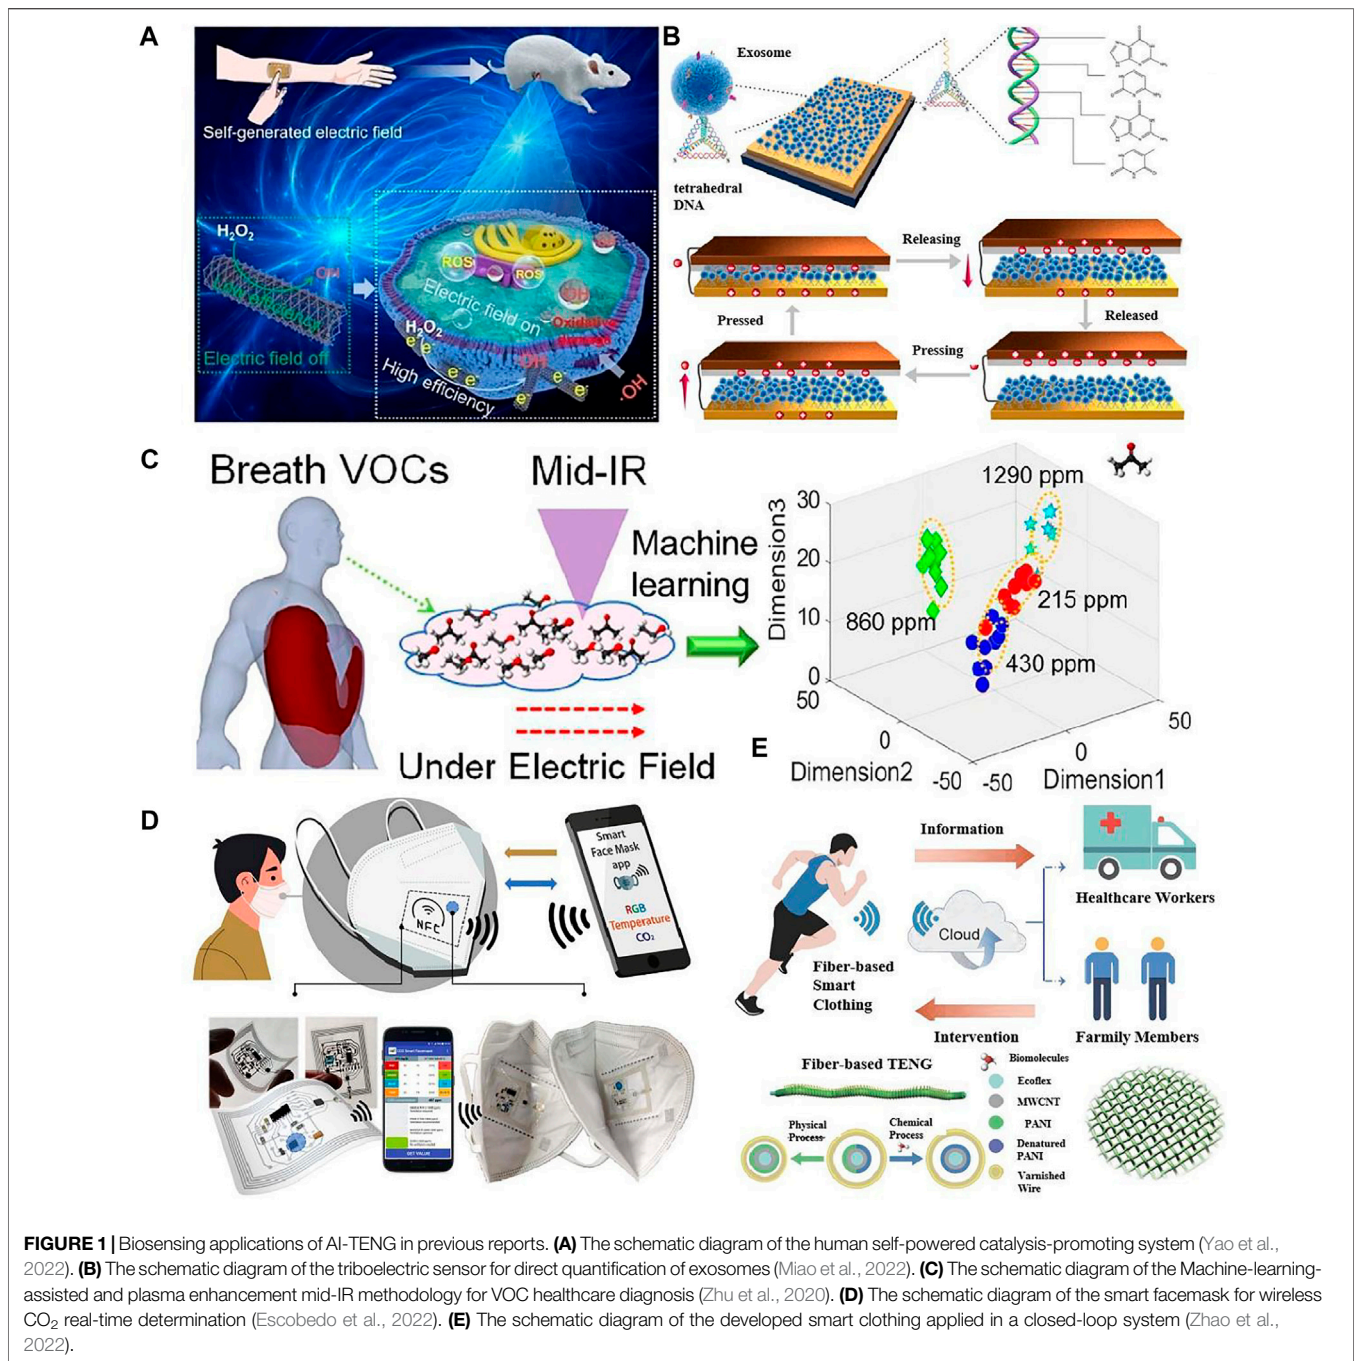 A
Self-generated electric field
H₂O₂
·OH
Low efficiency
Electric field off
ROS
ROS
Electric field on
·OH
H₂O₂
Oxidative
e⁻
e⁻
·OH
e⁻
e⁻
e⁻
e⁻
·OH
High efficiency
B
Exosome
tetrahedral
DNA
Releasing
Released
Pressing
Pressed
C
Breath VOCs
Mid-IR
Machine
learning
Under Electric Field
1290 ppm
860 ppm
215 ppm
430 ppm
Dimension3
30
20
10
0
50
0
-50
Dimension2
-50
0
50
Dimension1
D
NFC
Smart
Face Mask
app
RGB
Temperature
CO₂
GET VALUE
E
Information
Healthcare Workers
Cloud
Fiber-based
Smart
Clothing
Intervention
Farmily Members
Fiber-based TENG
Physical
Process
Chemical
Process
Biomolecules
Ecoflex
MWCNT
PANI
Denatured
PANI
Varnished
Wire
FIGURE 1 | Biosensing applications of AI-TENG in previous reports. (A) The schematic diagram of the human self-powered catalysis-promoting system (Yao et al.,
2022). (B) The schematic diagram of the triboelectric sensor for direct quantification of exosomes (Miao et al., 2022). (C) The schematic diagram of the Machine-learning-
assisted and plasma enhancement mid-IR methodology for VOC healthcare diagnosis (Zhu et al., 2020). (D) The schematic diagram of the smart facemask for wireless
CO₂ real-time determination (Escobedo et al., 2022). (E) The schematic diagram of the developed smart clothing applied in a closed-loop system (Zhao et al.,
2022).